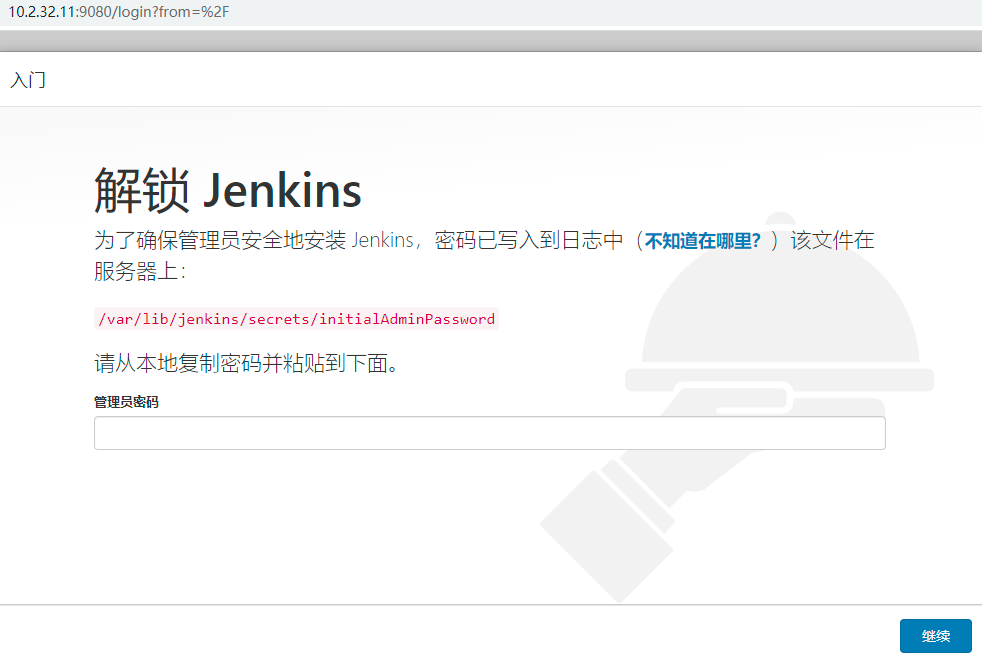 10.2.32.11:9080/login?from=%2F
入门
解锁 Jenkins
为了确保管理员安全地安装 Jenkins，密码已写入到日志中（不知道在哪里？）该文件在
服务器上：
/var/lib/jenkins/secrets/initialAdminPassword
请从本地复制密码并粘贴到下面。
管理员密码
继续